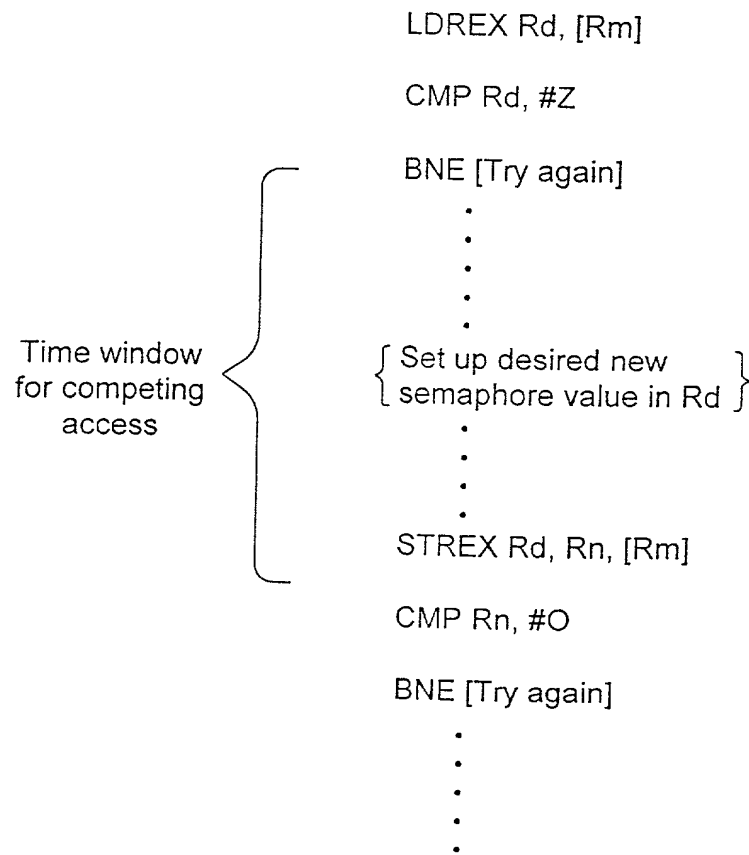 LDREX Rd, [Rm]
CMP Rd, #Z
BNE [Try again]
Time window
for competing
access
{ Set up desired new }
{ semaphore value in Rd }
STREX Rd, Rn, [Rm]
CMP Rn, #O
BNE [Try again]